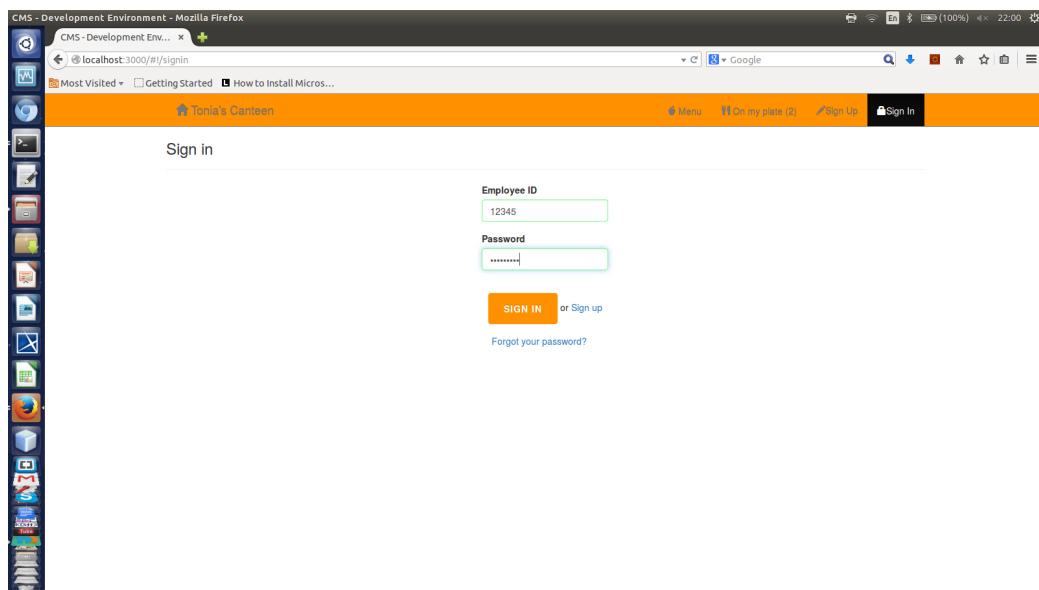 CMS - Development Environment - Mozilla Firefox
En
(100%)
22:00
CMS - Development Env...
localhost:3000/#!/signin
Google
Most Visited
Getting Started
How to Install Micros...
Tonia's Canteen
Menu
On my plate (2)
Sign Up
Sign In
Sign in
Employee ID
12345
Password
SIGN IN
or Sign up
Forgot your password?